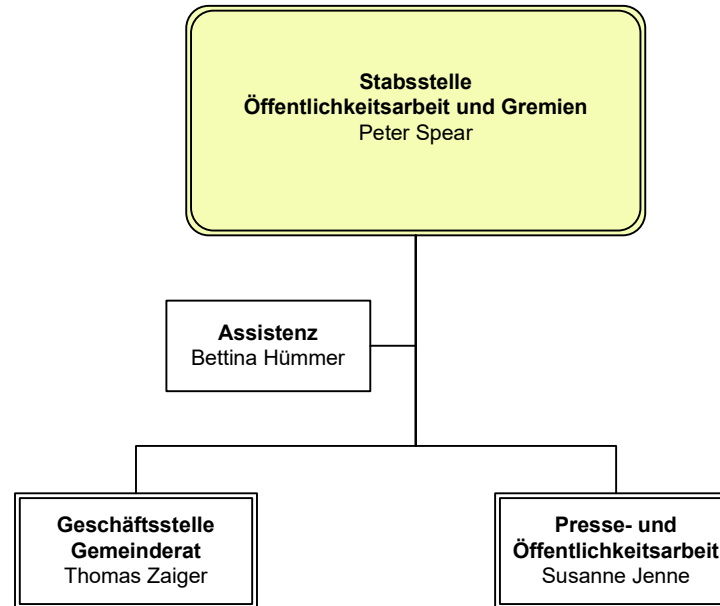 Stabsstelle
Öffentlichkeitsarbeit und Gremien
Peter Spear
Assistenz
Bettina Hümmer
Geschäftsstelle
Gemeinderat
Thomas Zaiger
Presse- und
Öffentlichkeitsarbeit
Susanne Jenne